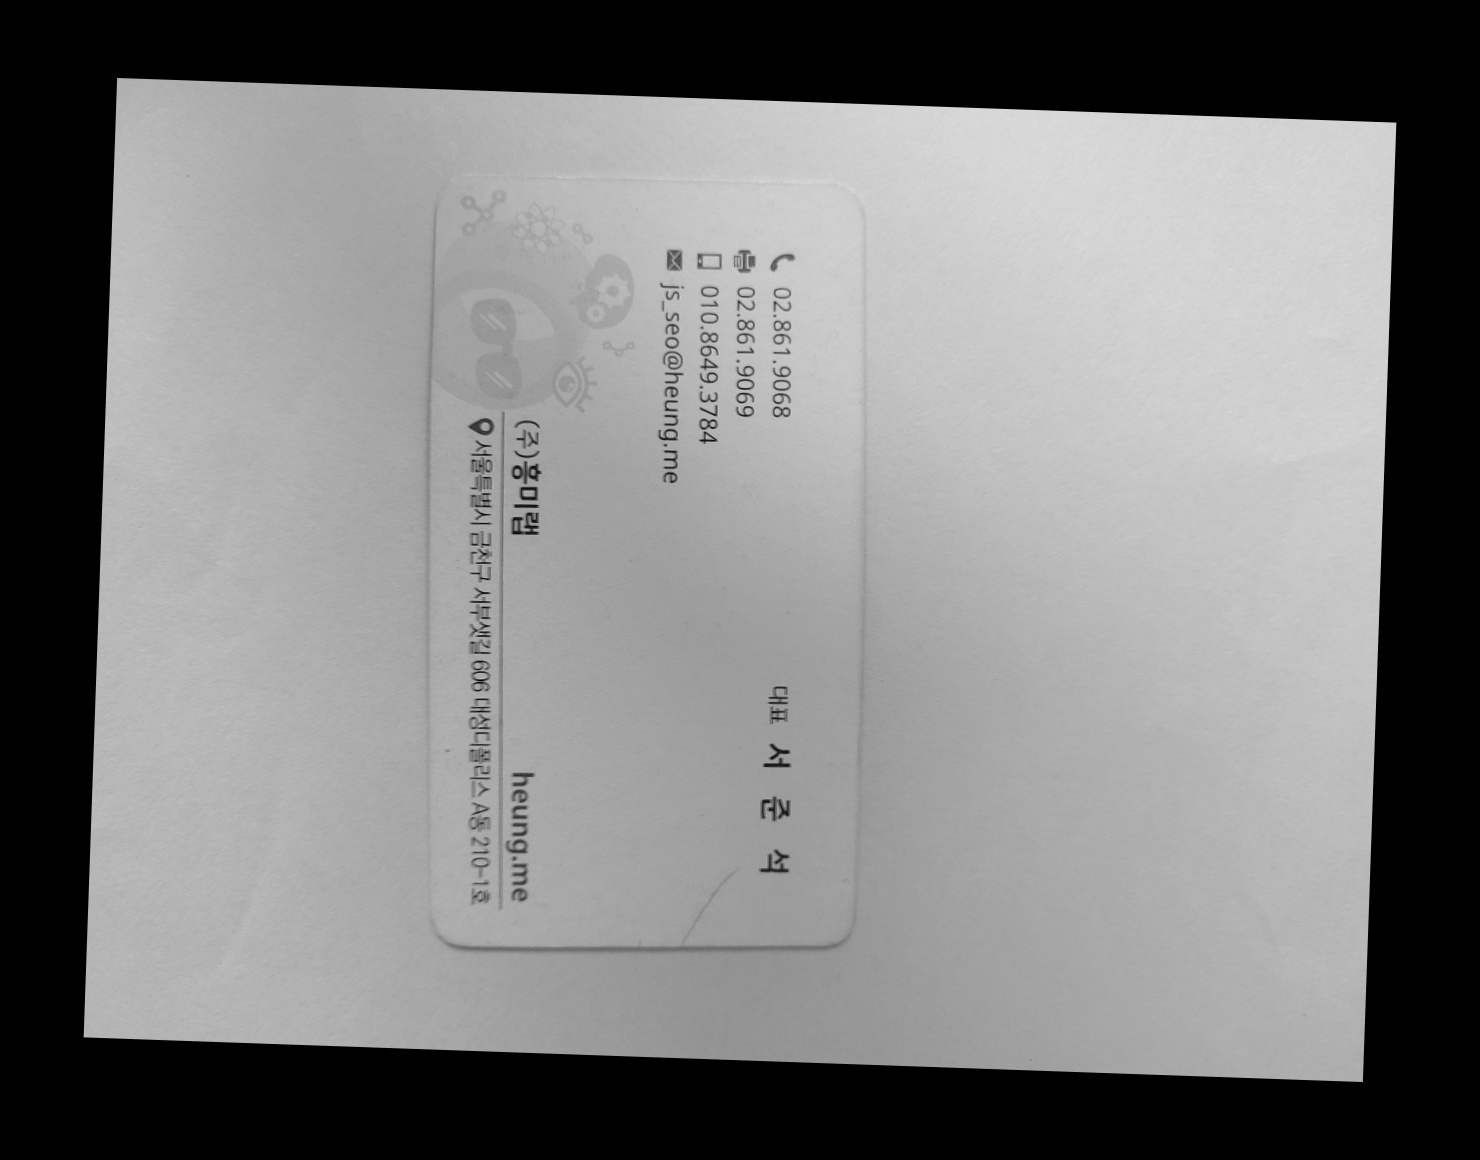 02.861.9068
02.861.9069
010.8649.3784
js_seo@heung.me
대표 서 준 석
(주)흥미랩 heung.me
서울특별시 금천구 서부샛길 606 대성디폴리스 A동 210-1호